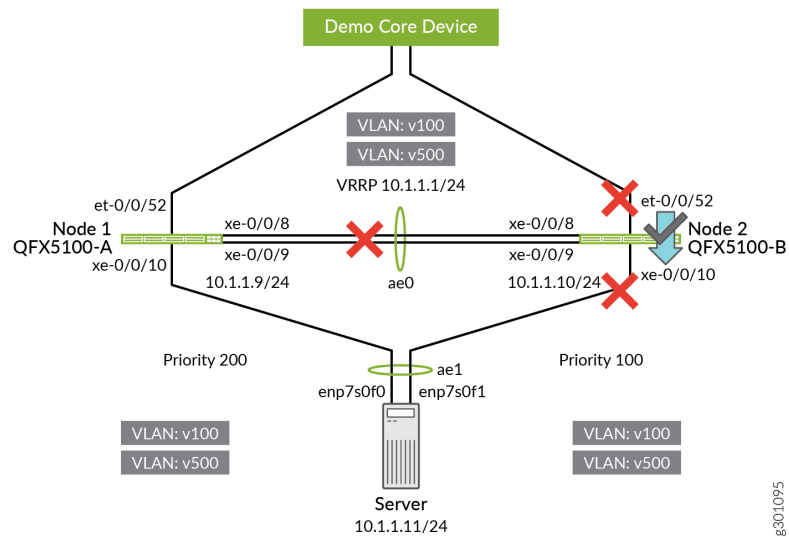 Demo Core Device
VLAN: v100
VLAN: v500
VRRP 10.1.1.1/24
et-0/0/52
et-0/0/52
Node 1
QFX5100-A
xe-0/0/8
xe-0/0/8
Node 2
QFX5100-B
xe-0/0/10
xe-0/0/9
xe-0/0/9
xe-0/0/10
10.1.1.9/24
ae0
10.1.1.10/24
Priority 200
Priority 100
ae1
enp7s0f0
enp7s0f1
VLAN: v100
VLAN: v500
VLAN: v100
VLAN: v500
Server
10.1.1.11/24
g301095